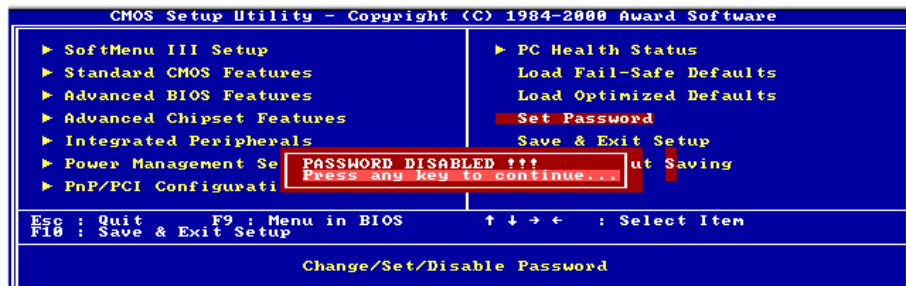 CMOS Setup Utility - Copyright (C) 1984-2000 Award Software
► SoftMenu III Setup
► Standard CMOS Features
► Advanced BIOS Features
► Advanced Chipset Features
► Integrated Peripherals
► Power Management Se
► PnP/PCI Configurati
► PC Health Status
Load Fail-Safe Defaults
Load Optimized Defaults
Set Password
Save & Exit Setup
ut Saving
PASSWORD DISABLED !!!
Press any key to continue...
Esc : Quit F9 : Menu in BIOS ↑ ↓ → ← : Select Item
F10 : Save & Exit Setup
Change/Set/Disable Password